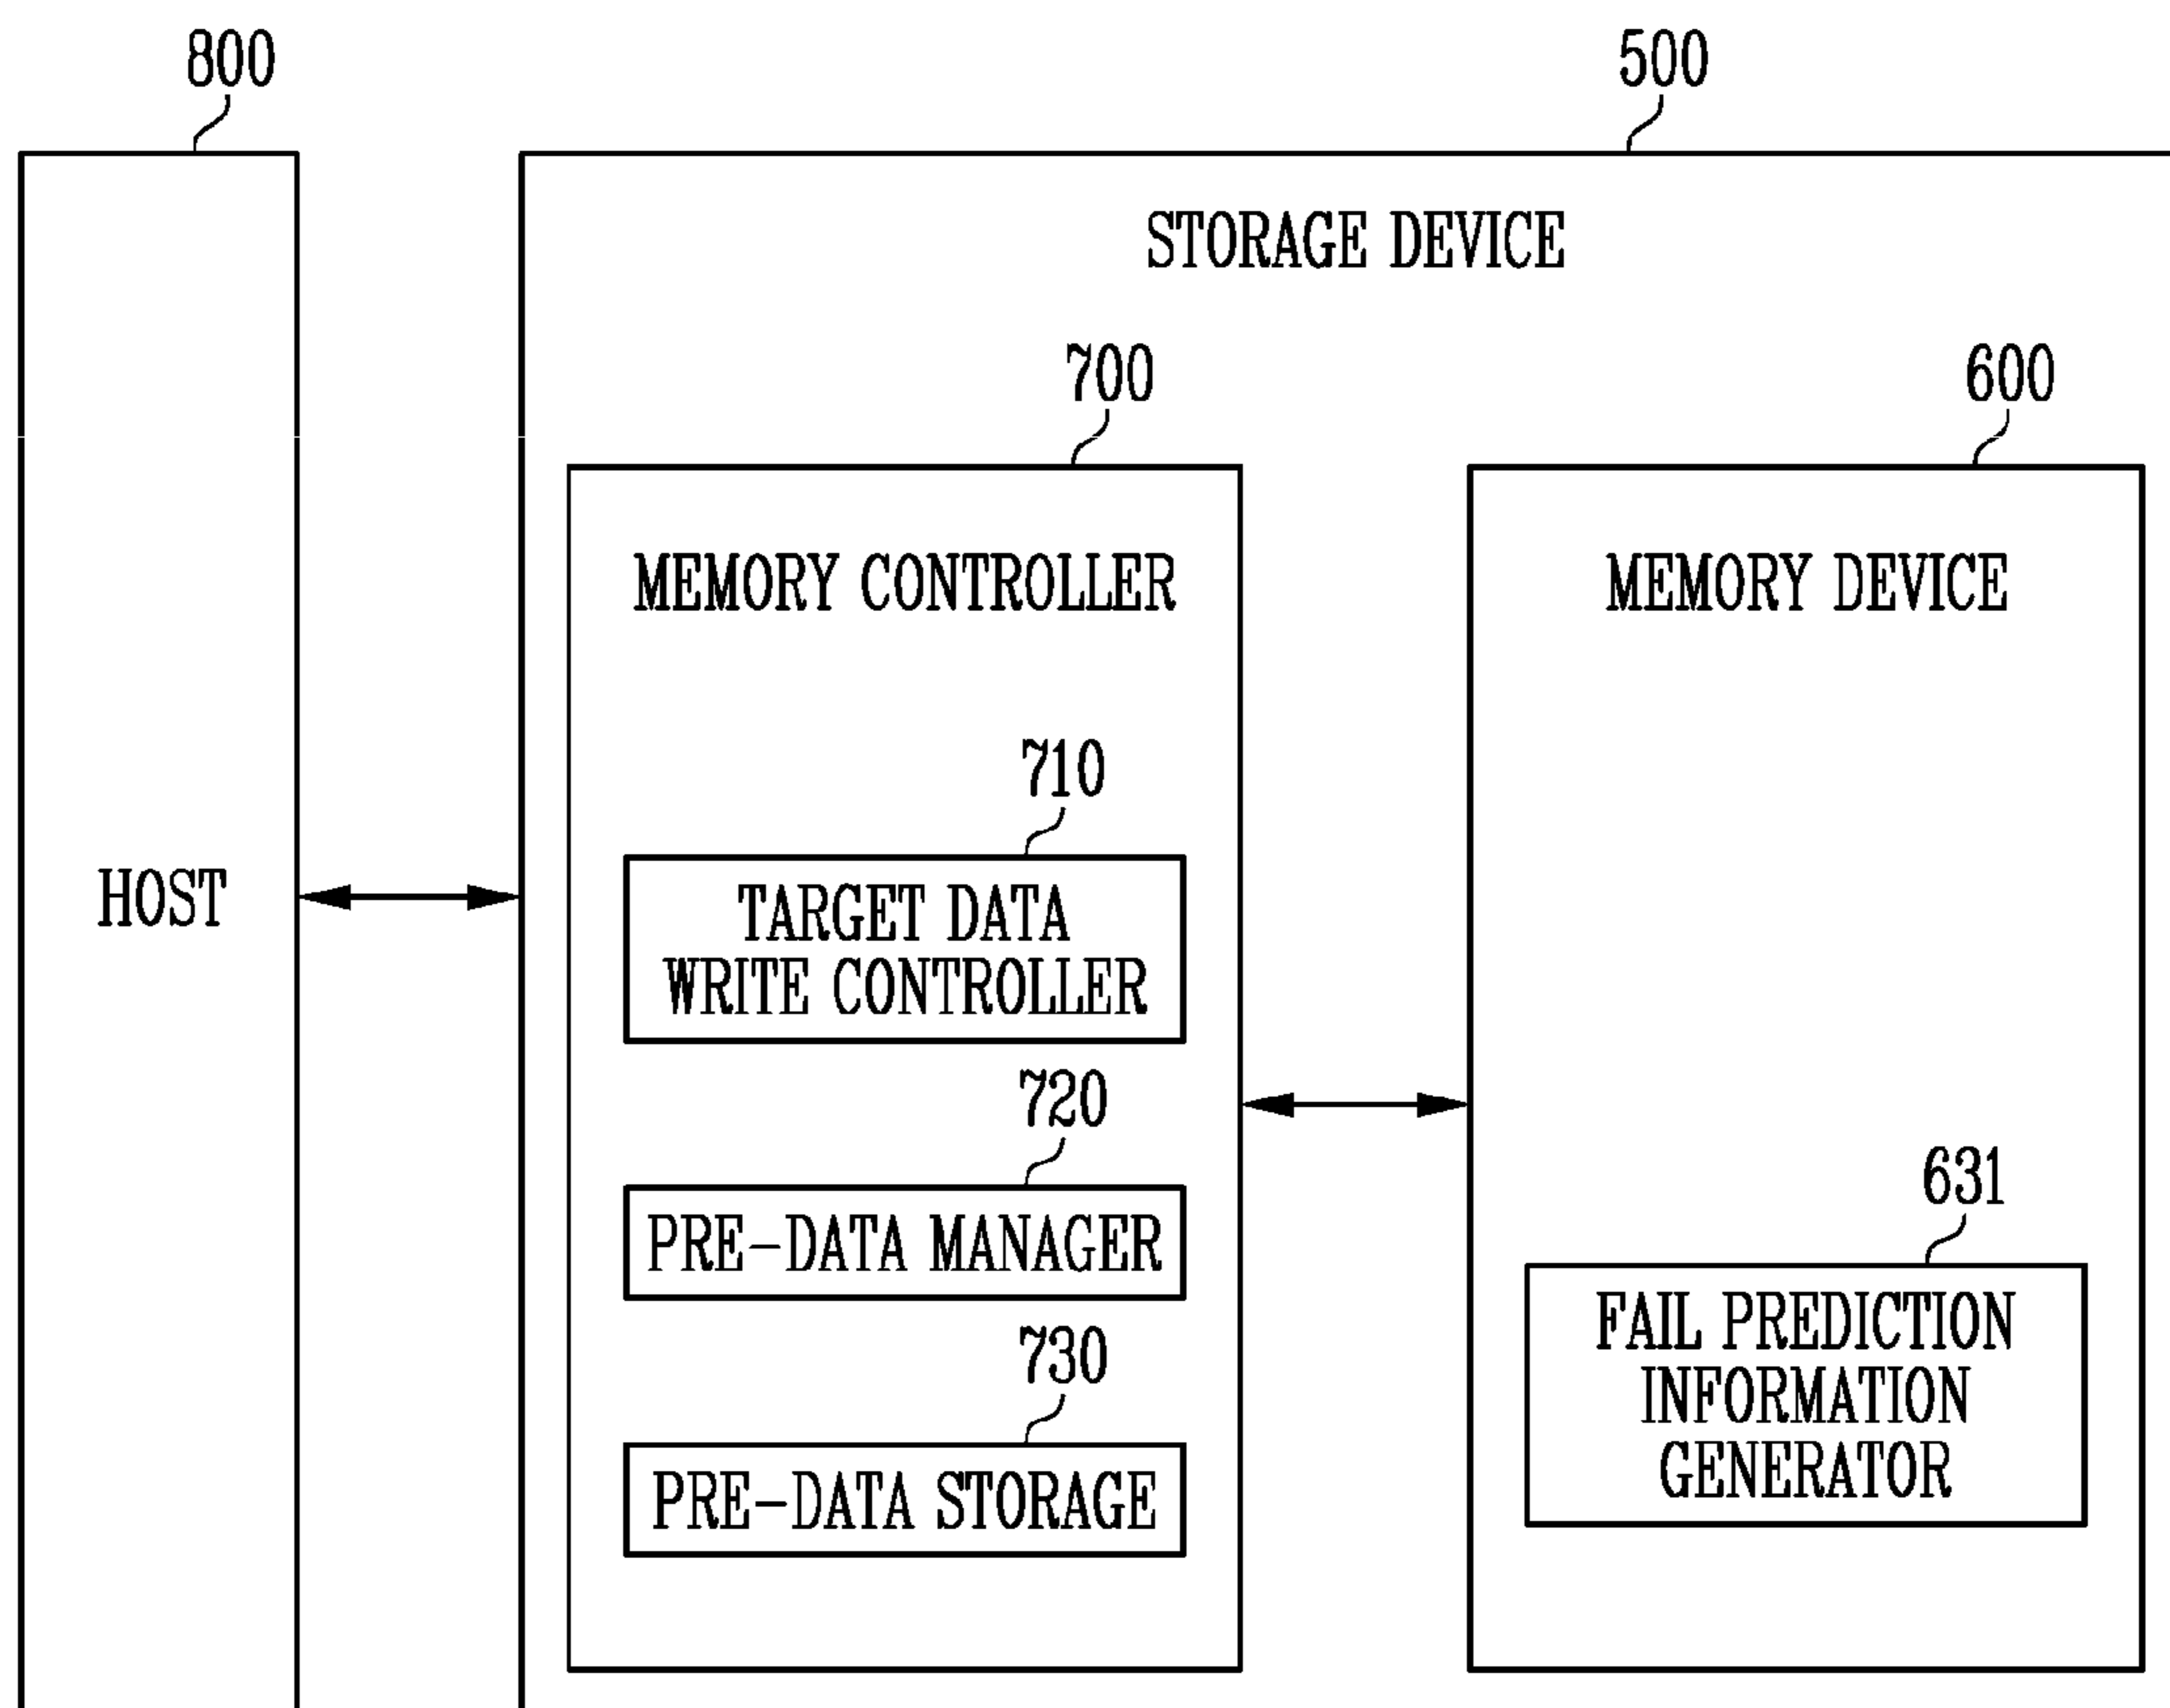 800
500
STORAGE DEVICE
700
600
MEMORY CONTROLLER
MEMORY DEVICE
710
HOST
TARGET DATA
WRITE CONTROLLER
720
PRE-DATA MANAGER
631
730
FAIL PREDICTION
INFORMATION
GENERATOR
PRE-DATA STORAGE